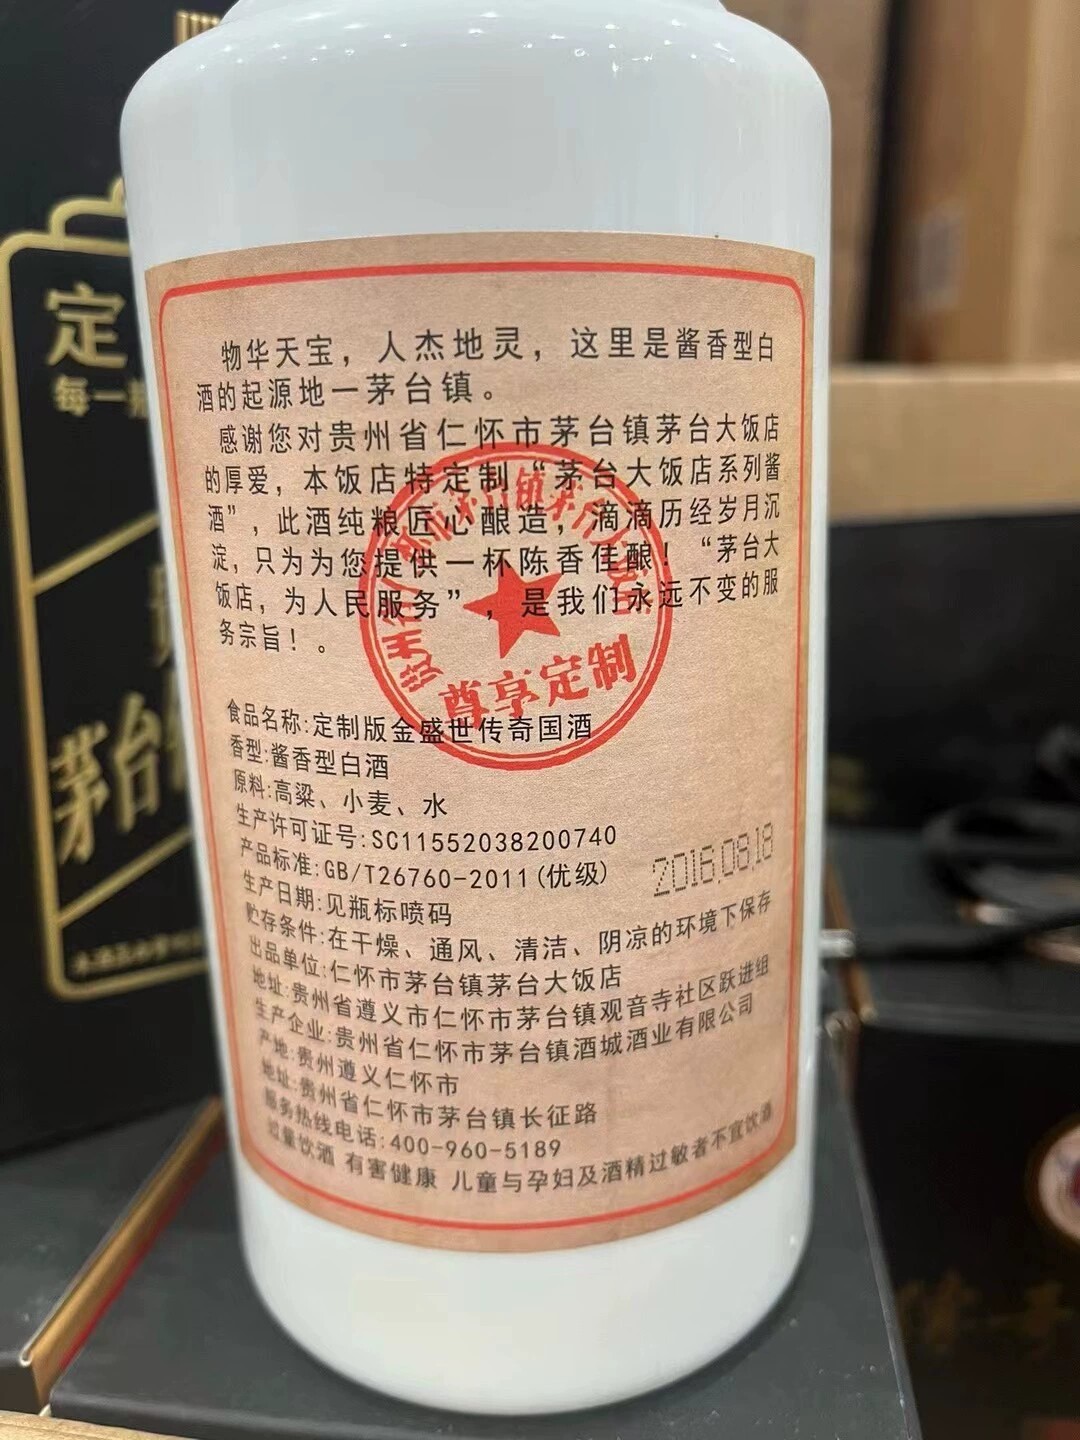 物华天宝，人杰地灵，这里是酱香型白
酒的起源地一茅台镇。
感谢您对贵州省仁怀市茅台镇茅台大饭店
的厚爱，本饭店特定制“茅台大饭店系列酱
酒”，此酒纯粮匠心酿造，滴滴历经岁月沉
淀，只为为您提供一杯陈香佳酿！“茅台大
饭店，为人民服务”，是我们永远不变的服
务宗旨！。
尊享定制
食品名称:定制版金盛世传奇国酒
香型:酱香型白酒
原料:高粱、小麦、水
生产许可证号:SC11552038200740
产品标准:GB/T26760-2011(优级)
2016.08.18
生产日期:见瓶标喷码
贮存条件:在干燥、通风、清洁、阴凉的环境下保存
出品单位:仁怀市茅台镇茅台大饭店
地址:贵州省遵义市仁怀市茅台镇观音寺社区跃进组
生产企业:贵州省仁怀市茅台镇酒城酒业有限公司
产地:贵州遵义仁怀市
地址:贵州省仁怀市茅台镇长征路
服务热线电话:400-960-5189
过量饮酒 有害健康 儿童与孕妇及酒精过敏者不宜饮酒
定
每一
茅台